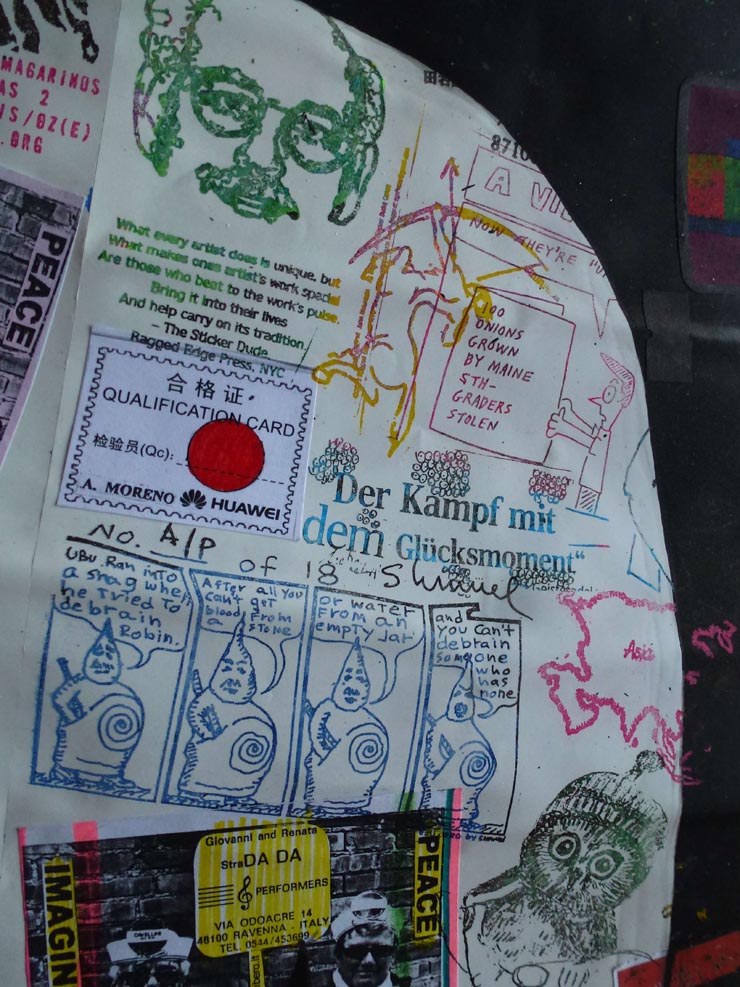 MAGARINOS
AS 2
IS/OZ(E)
.ORG
PEACE
What every artist does is unique, but
What makes ones artist's work special
Are those who beat to the work's pulse.
Bring it into their lives
And help carry on its tradition.
- The Sticker Dude
Ragged Edge Press, NYC
8710
A VI
NOW THEY'RE
100
ONIONS
GROWN
BY MAINE
5TH-
GRADERS
STOLEN
合格证
QUALIFICATION CARD
检验员(Qc):
A. MORENO HUAWEI
Der Kampf mit
dem Glücksmoment"
No. A/P of 18
Ubu. Ran into
a snag when
he Tried To
debrain
Robin.
After all you
can't get
blood From
a STONE
or water
From an
empty Jar
and
you can't
debrain
someone
who
has
none
Asia
IMAGIN
Giovanni and Renata
StraDA DA
PERFORMERS
VIA ODOACRE 14
48100 RAVENNA - ITALY
TEL. 0544/453699
PEACE